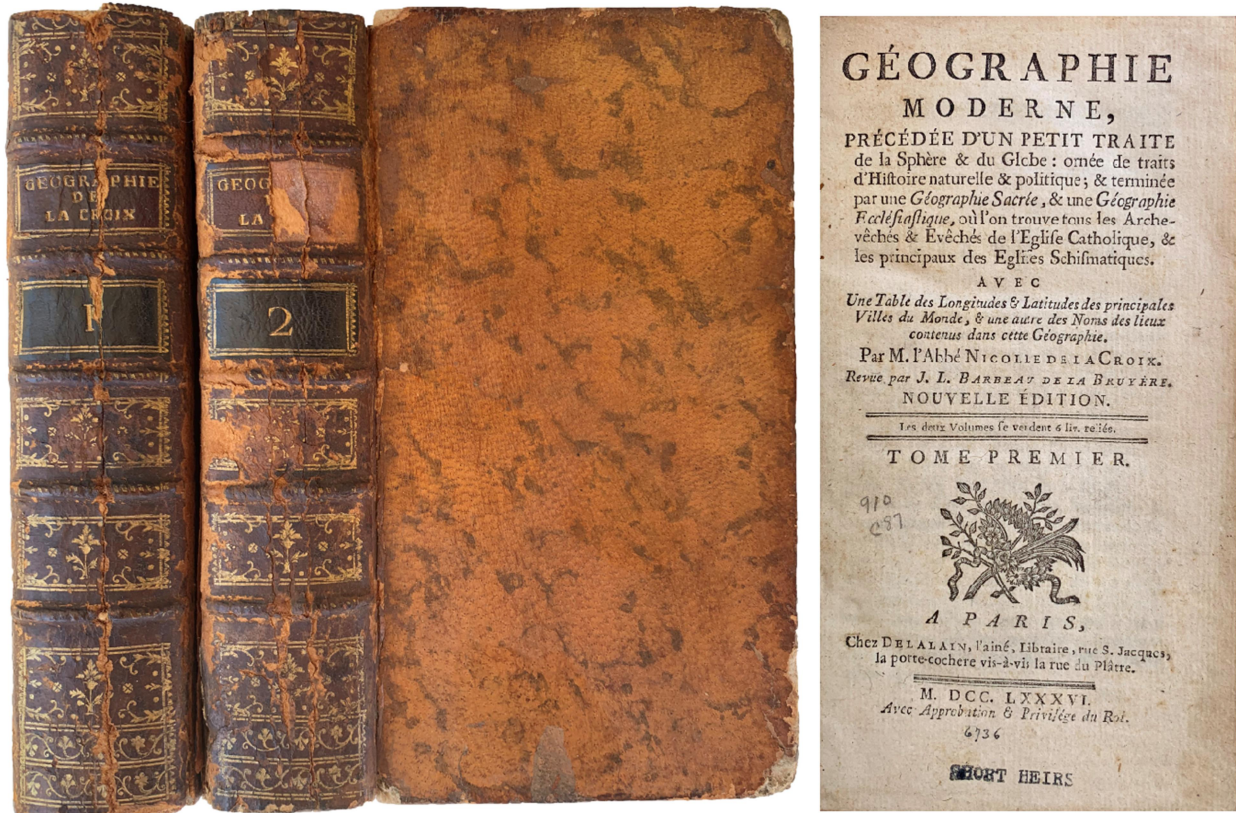 GEOGRAPHIE
DE
LA CROIX
1
GEOG
LA
2
GÉOGRAPHIE
MODERNE,
PRÉCÉDÉE D'UN PETIT TRAITE
de la Sphère & du Glcbe : ornée de traits
d'Hiſtoire naturelle & politique ; & terminée
par une Géographie Sacrée, & une Géographie
Eccléſiaſtique, où l'on trouve tous les Arche-
vêchés & Évêchés de l'Egliſe Catholique, &
les principaux des Egliſes Schiſmatiques.
AVEC
Une Table des Longitudes & Latitudes des principales
Villes du Monde, & une autre des Noms des lieux
contenus dans cette Géographie.
Par M. l'Abbé NICOLLE DE LA CROIX.
Revue par J. L. BARBEAU DE LA BRUYÈRE.
NOUVELLE ÉDITION.
Les deux Volumes ſe vendent 6 liv. reliés.
TOME PREMIER.
910
C87
A PARIS,
Chez DELALAIN, l'aîné, Libraire, rue S. Jacques,
la porte-cochere vis-à-vis la rue du Plâtre.
M. DCC. LXXXVI.
Avec Approbation & Privilége du Roi.
6736
SHORT HEIRS